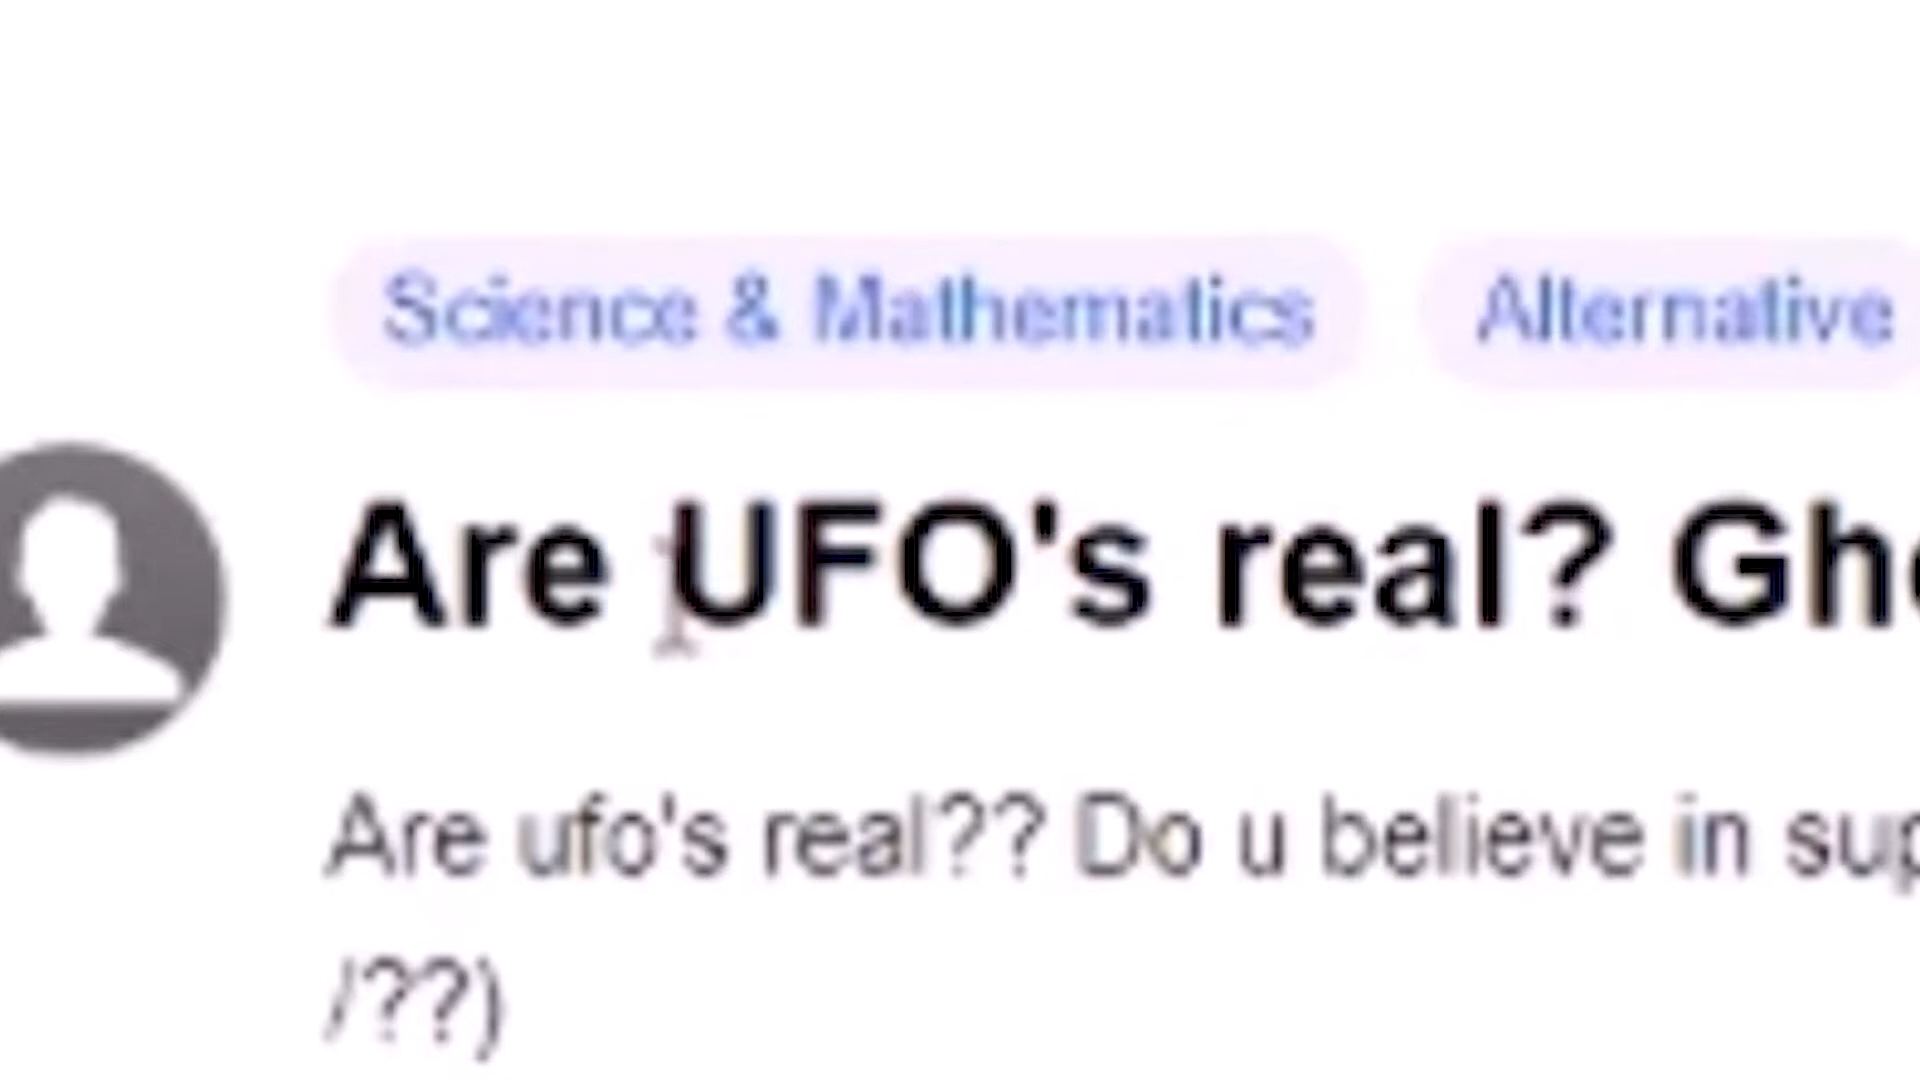 Science & Mathematics Alternative
Are UFO's real?
Are ufo's real?? Do u believe in
/??)